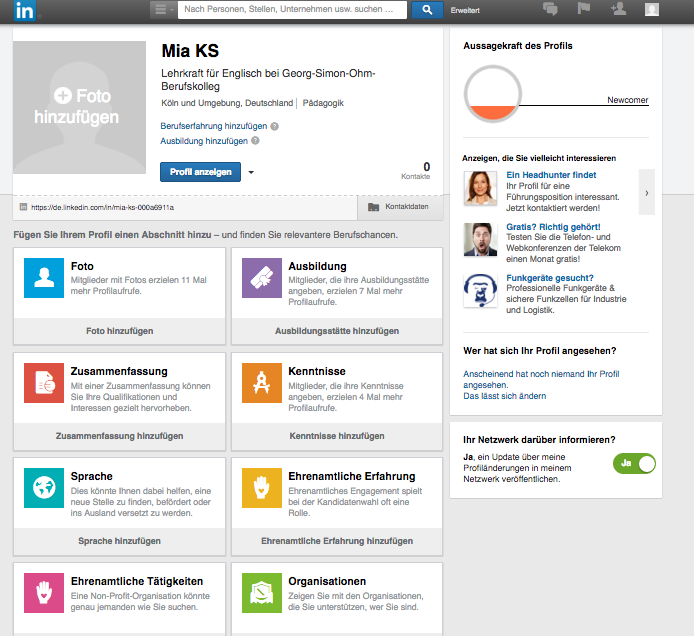 in
Nach Personen, Stellen, Unternehmen usw. suchen ...
Erweitert
Foto
hinzufügen
Mia KS
Lehrkraft für Englisch bei Georg-Simon-Ohm-
Berufskolleg
Köln und Umgebung, Deutschland | Pädagogik
Berufserfahrung hinzufügen
Ausbildung hinzufügen
Profil anzeigen
0
Kontakte
https://de.linkedin.com/in/mia-ks-000a6911a
Kontaktdaten
Fügen Sie Ihrem Profil einen Abschnitt hinzu – und finden Sie relevantere Berufschancen.
Foto
Mitglieder mit Fotos erzielen 11 Mal
mehr Profilaufrufe.
Foto hinzufügen
Ausbildung
Mitglieder, die ihre Ausbildungsstätte
angeben, erzielen 7 Mal mehr
Profilaufrufe.
Ausbildungsstätte hinzufügen
Zusammenfassung
Mit einer Zusammenfassung können
Sie Ihre Qualifikationen und
Interessen gezielt hervorheben.
Zusammenfassung hinzufügen
Kenntnisse
Mitglieder, die ihre Kenntnisse
angeben, erzielen 4 Mal mehr
Profilaufrufe.
Kenntnisse hinzufügen
Sprache
Dies könnte Ihnen dabei helfen, eine
neue Stelle zu finden, befördert oder
ins Ausland versetzt zu werden.
Sprache hinzufügen
Ehrenamtliche Erfahrung
Ehrenamtliches Engagement spielt
bei der Kandidatenwahl oft eine
Rolle.
Ehrenamtliche Erfahrung hinzufügen
Ehrenamtliche Tätigkeiten
Eine Non-Profit-Organisation könnte
genau jemanden wie Sie suchen.
Organisationen
Zeigen Sie mit den Organisationen,
die Sie unterstützen, wer Sie sind.
Aussagekraft des Profils
Newcomer
Anzeigen, die Sie vielleicht interessieren
Ein Headhunter findet
Ihr Profil für eine
Führungsposition interessant.
Jetzt kontaktiert werden!
Gratis? Richtig gehört!
Testen Sie die Telefon- und
Webkonferenzen der Telekom
einen Monat gratis!
Funkgeräte gesucht?
Professionelle Funkgeräte &
sichere Funkzellen für Industrie
und Logistik.
Wer hat sich Ihr Profil angesehen?
Anscheinend hat noch niemand Ihr Profil
angesehen.
Das lässt sich ändern
Ihr Netzwerk darüber informieren?
Ja, ein Update über meine
Profiländerungen in meinem
Netzwerk veröffentlichen.
Ja